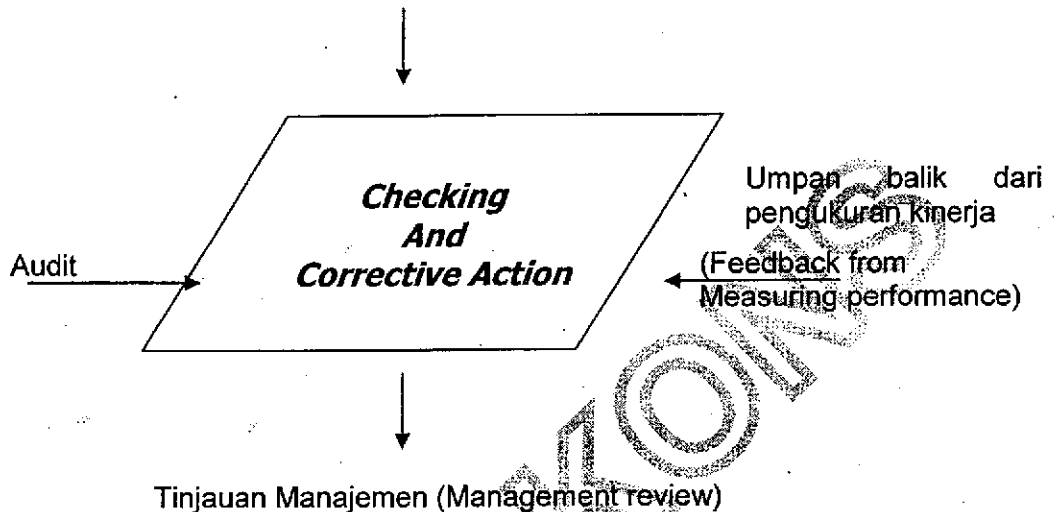 Checking
And
Corrective Action
Audit
Umpan balik dari
pengukuran kinerja
(Feedback from
Measuring performance)
Tinjauan Manajemen (Management review)